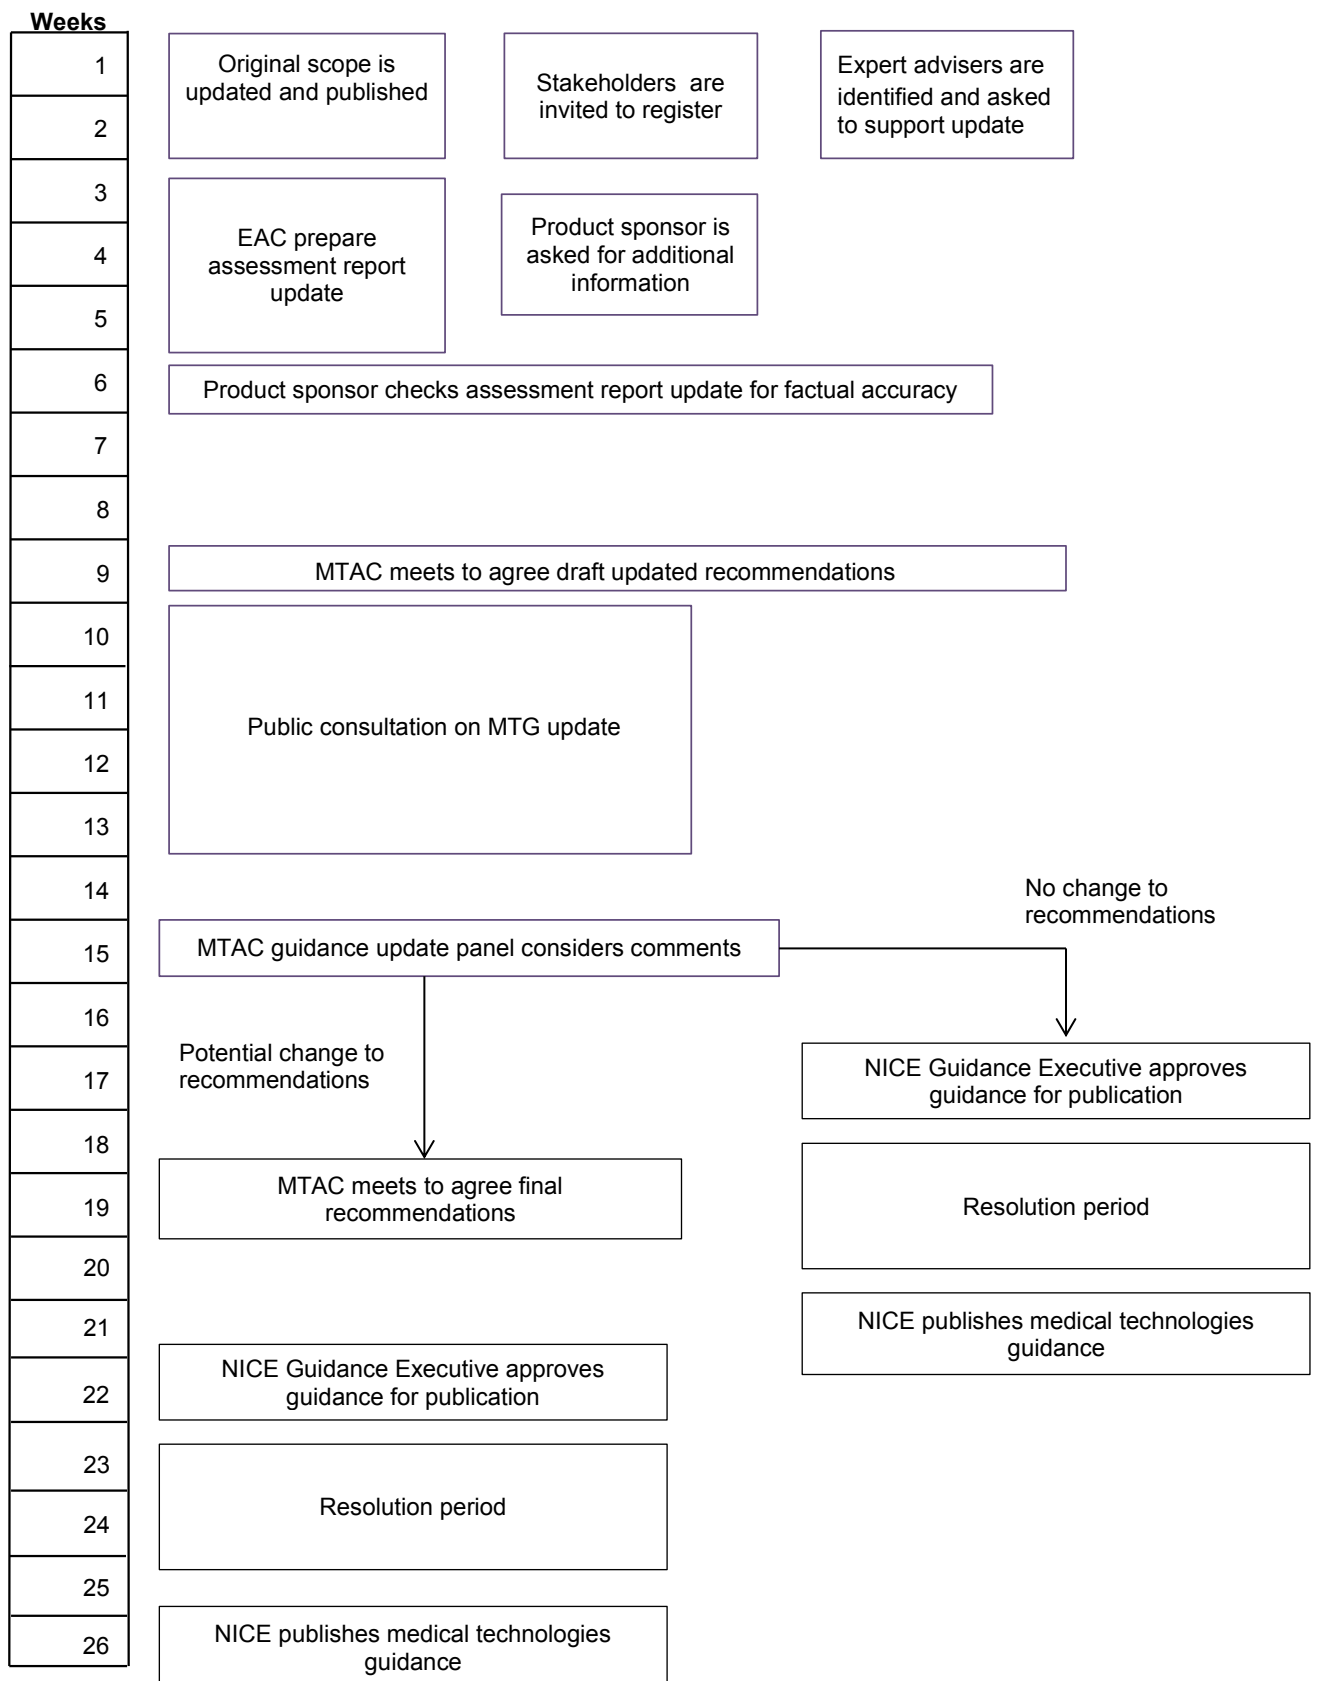 Weeks
1
Original scope is
updated and published
Stakeholders are
invited to register
Expert advisers are
identified and asked
to support update
2
3
EAC prepare
assessment report
update
Product sponsor is
asked for additional
information
4
5
6
Product sponsor checks assessment report update for factual accuracy
7
8
9
MTAC meets to agree draft updated recommendations
10
11
Public consultation on MTG update
12
13
14
No change to
recommendations
15
MTAC guidance update panel considers comments
16
Potential change to
recommendations
17
NICE Guidance Executive approves
guidance for publication
18
MTAC meets to agree final
recommendations
19
Resolution period
20
21
NICE publishes medical technologies
guidance
NICE Guidance Executive approves
guidance for publication
22
23
Resolution period
24
25
26
NICE publishes medical technologies
guidance